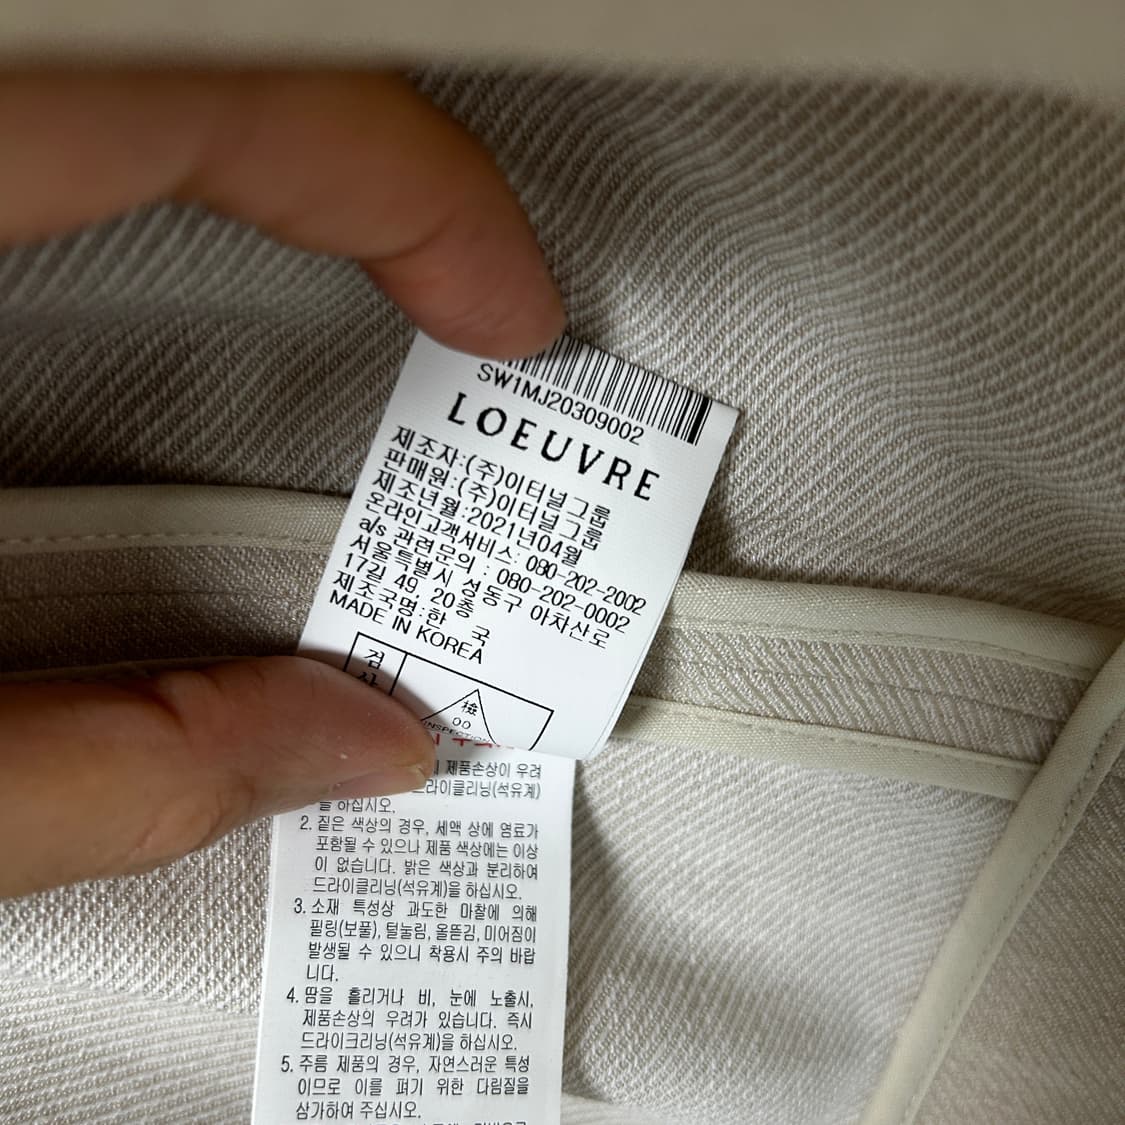 SW1MJ20309002
LOEUVRE
제조자:(주)이터널그룹
판매원:(주)이터널그룹
제조년월:2021년04월
온라인고객서비스: 080-202-2002
a/s 관련문의 : 080-202-0002
서울특별시 성동구 아차산로
17길 49, 20층
제조국명:한 국
MADE IN KOREA
검
사
檢
00
INSPECTION
제품손상이 우려
드라이클리닝(석유계)
을 하십시오.
2. 짙은 색상의 경우, 세액 상에 염료가
포함될 수 있으나 제품 색상에는 이상
이 없습니다. 밝은 색상과 분리하여
드라이클리닝(석유계)을 하십시오.
3. 소재 특성상 과도한 마찰에 의해
필링(보풀), 털눌림, 올뜯김, 미어짐이
발생될 수 있으니 착용시 주의 바랍
니다.
4. 땀을 흘리거나 비, 눈에 노출시,
제품손상의 우려가 있습니다. 즉시
드라이크리닝(석유계)을 하십시오.
5. 주름 제품의 경우, 자연스러운 특성
이므로 이를 펴기 위한 다림질을
삼가하여 주십시오.